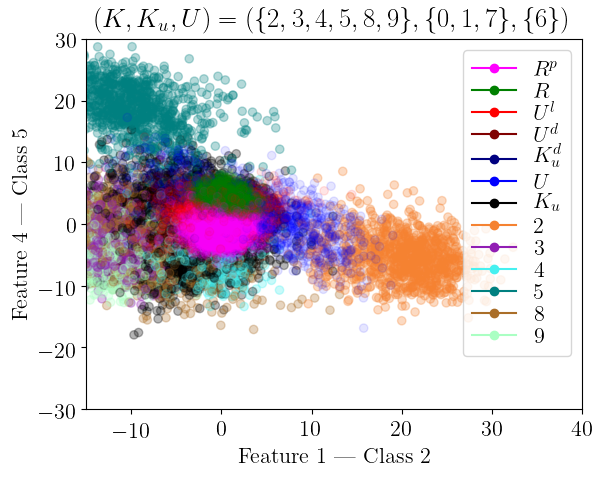 (K, K_u, U) = ({2, 3, 4, 5, 8, 9}, {0, 1, 7}, {6})
30
20
10
0
−10
−20
−30
Feature 4 — Class 5
−10
0
10
20
30
40
Feature 1 — Class 2
R^p
R
U^l
U^d
K_u^d
U
K_u
2
3
4
5
8
9